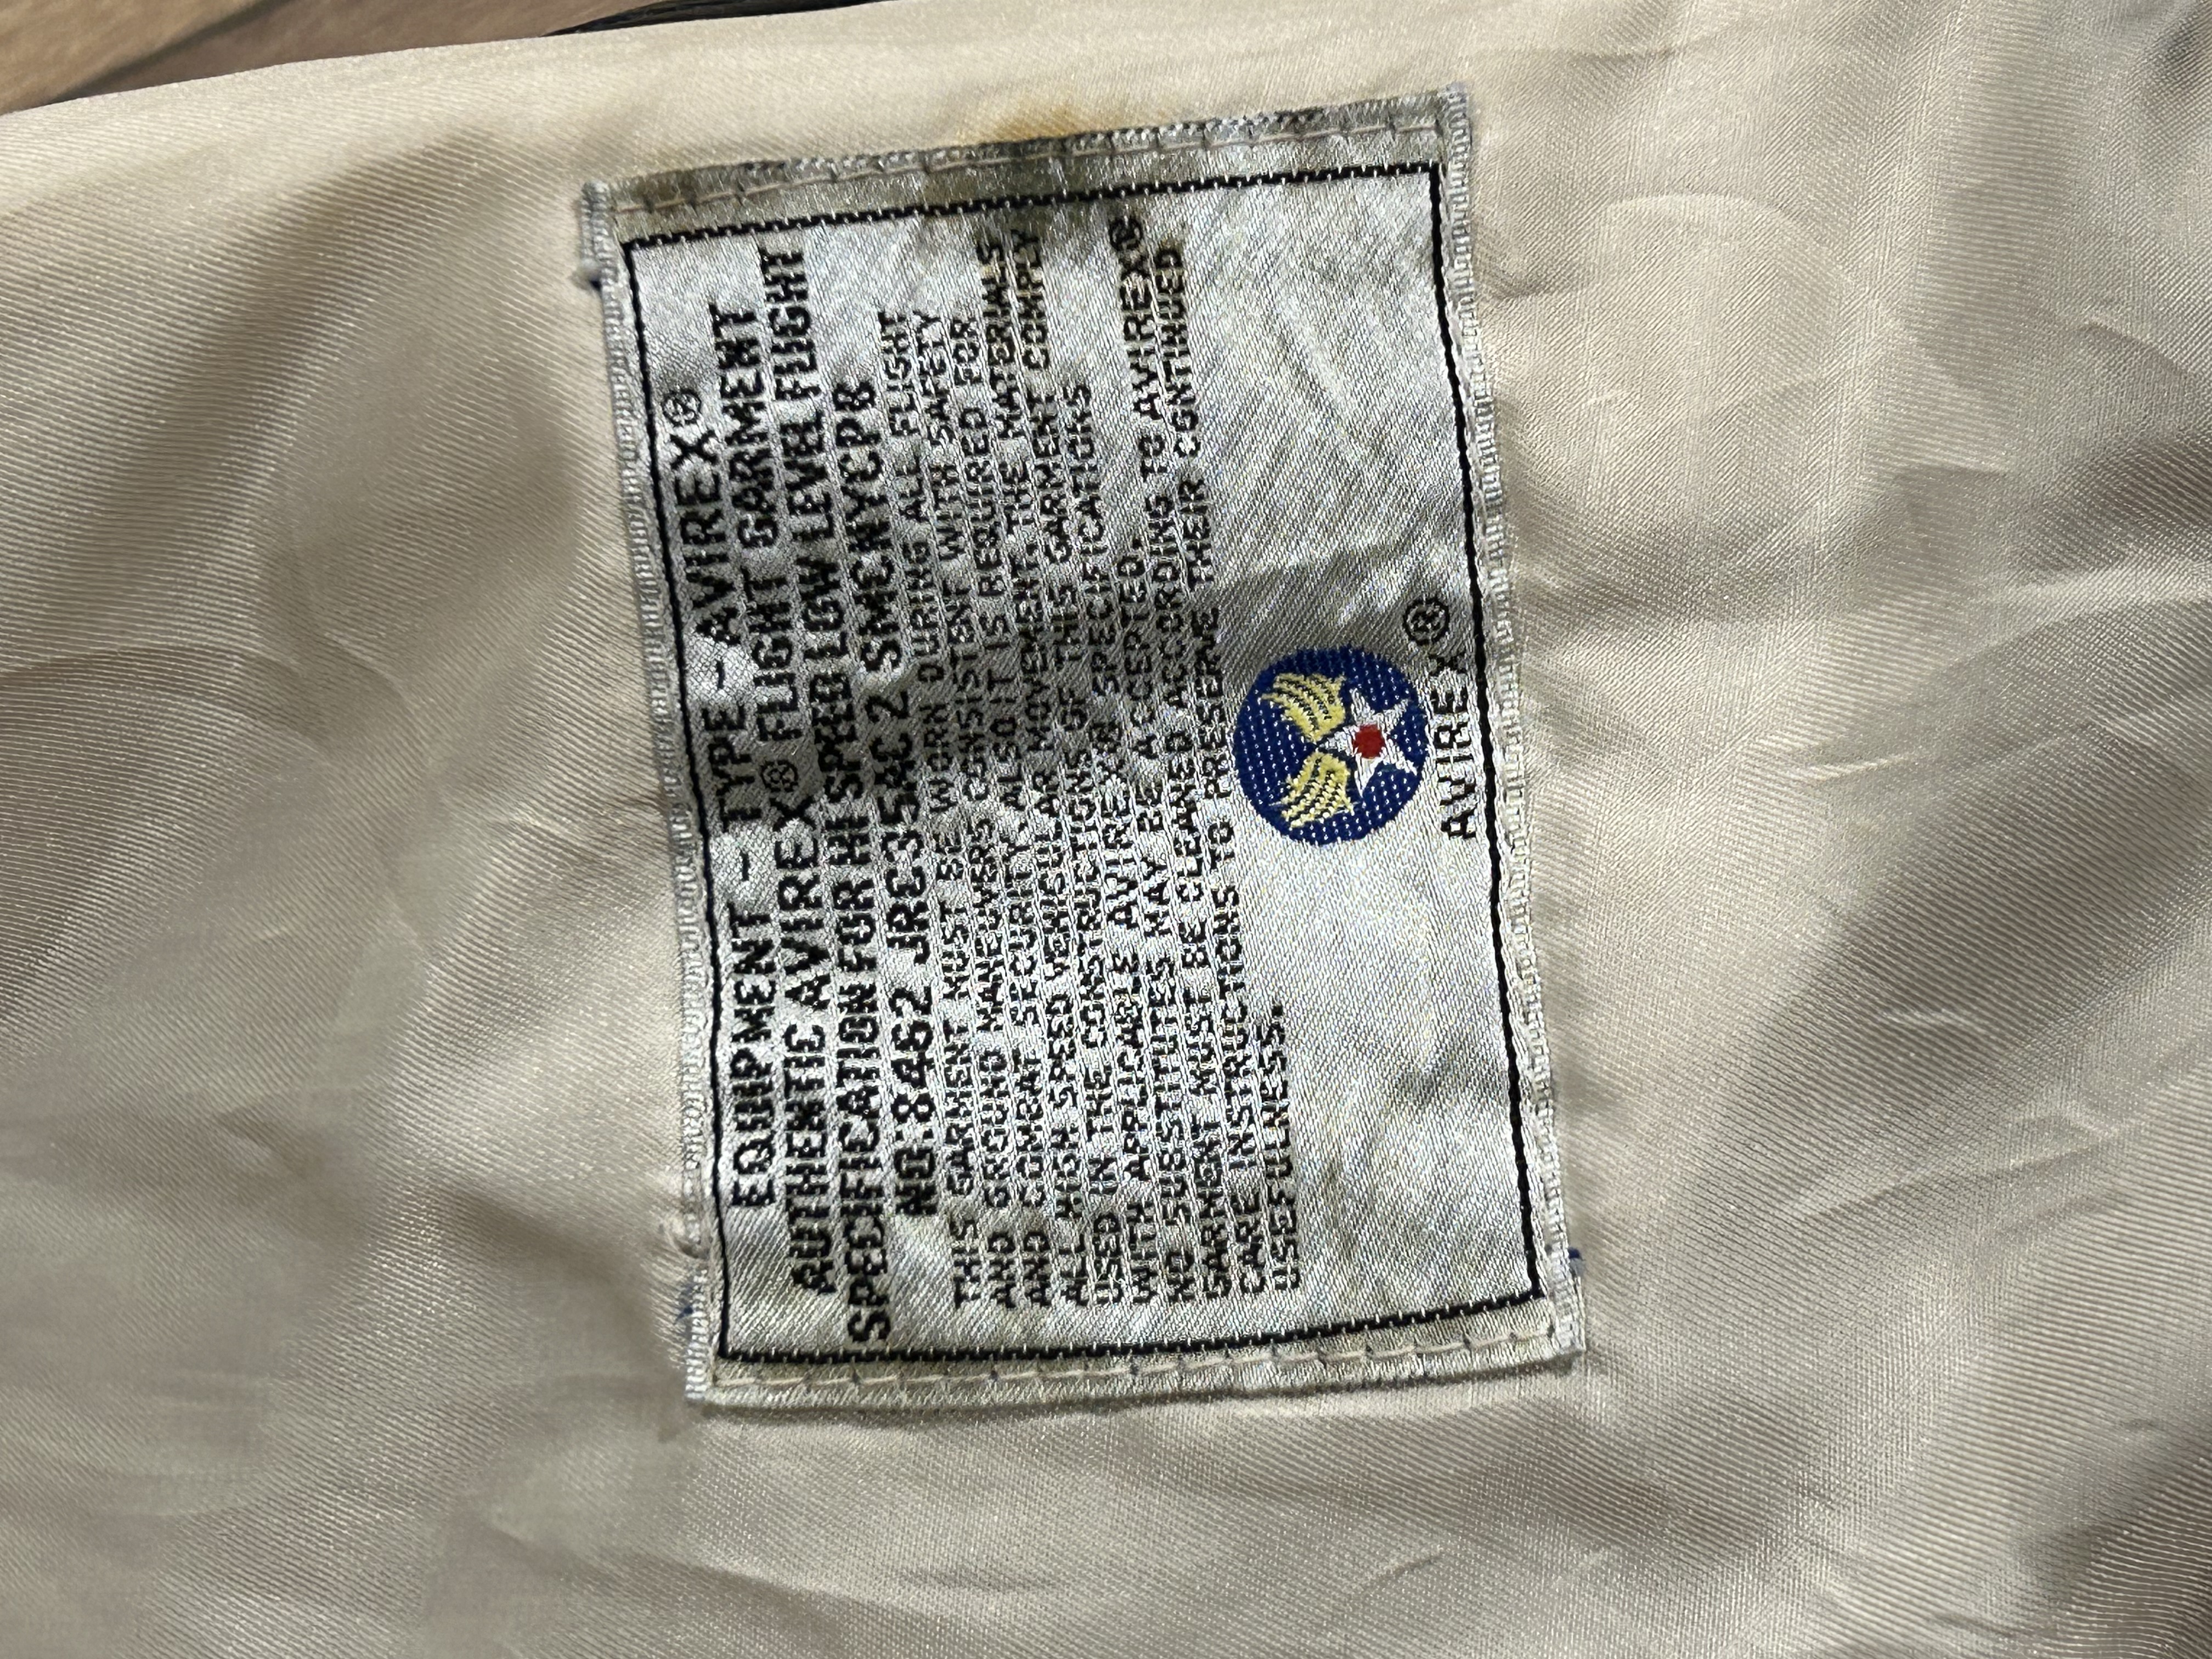 EQUIPMENT - TYPE - AVIREX®
AUTHENTIC AVIREX® FLIGHT GARMENT
SPECIFICATION FOR HI SPEED LOW LEVEL FLIGHT
NO:8462 JRC35AC 2 SMCNYCPB
THIS GARMENT MUST BE WORN DURING ALL FLIGHT
AND GROUND MANEUVERS CONSISTENT WITH SAFETY
AND COMBAT SECURITY. ALSO IT IS REQUIRED FOR
ALL HIGH SPEED VEHICULAR MOVEMENT. THE MATERIALS
USED IN THE CONSTRUCTIONS OF THIS GARMENT COMPLY
WITH APPLICABLE AVIREX® SPECIFICATIONS
NO SUBSTITUTES MAY BE ACCEPTED.
GARMENT MUST BE CLEANED ACCORDING TO AVIREX®
CARE INSTRUCTIONS TO PRESERVE THEIR CONTINUED
USEFULNESS.
AVIREX®